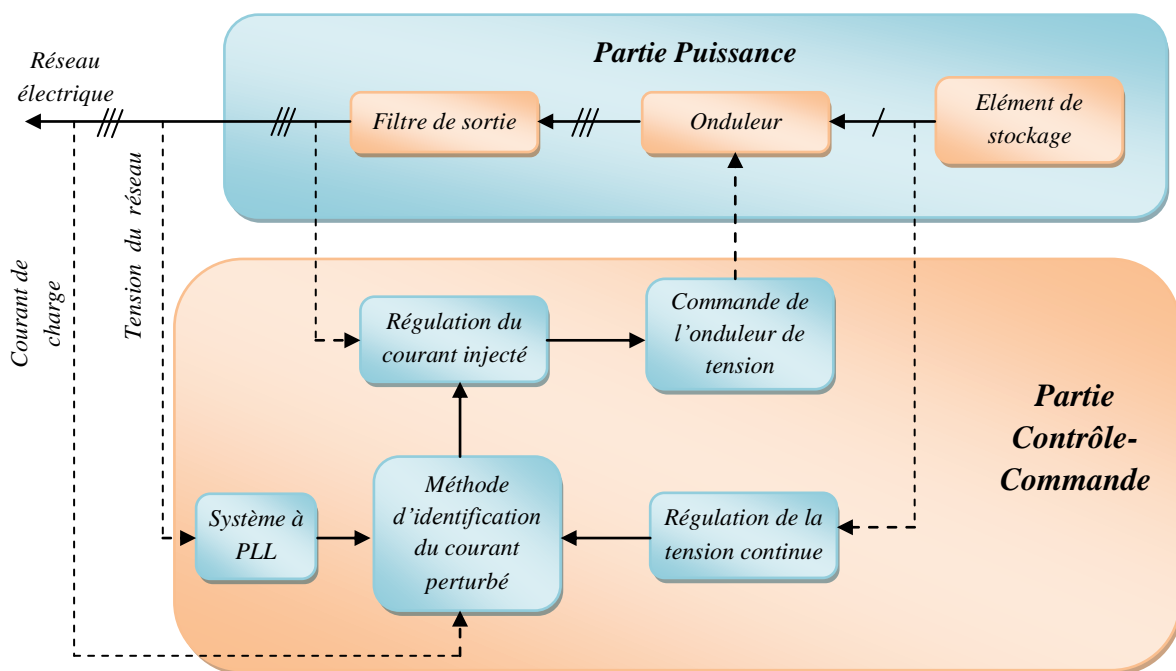 Réseau
électrique
Partie Puissance
Filtre de sortie
Onduleur
Elément de
stockage
Courant de
charge
Tension du réseau
Régulation du
courant injecté
Commande de
l'onduleur de
tension
Partie
Contrôle-
Commande
Système à
PLL
Méthode
d'identification
du courant
perturbé
Régulation de la
tension continue